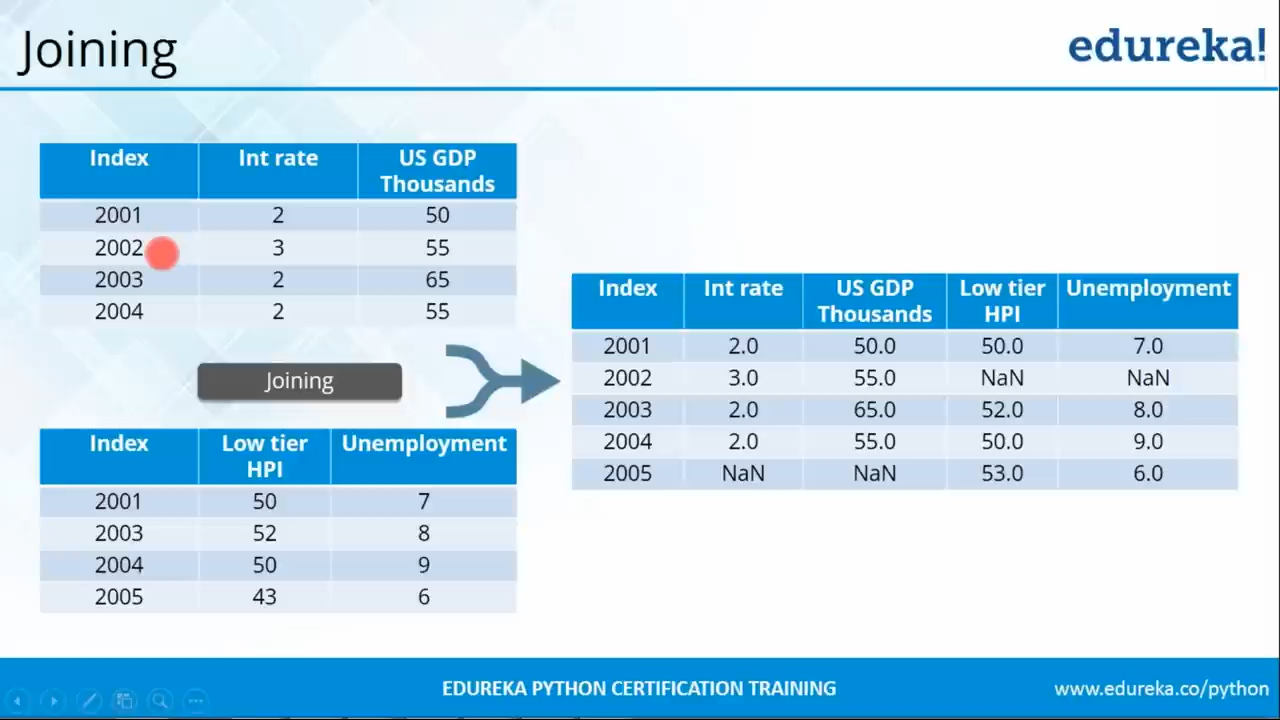 Joining
edureka!
Index Int rate US GDP Thousands
2001 2 50
2002 3 55
2003 2 65
2004 2 55
Joining
Index Low tier HPI Unemployment
2001 50 7
2003 52 8
2004 50 9
2005 43 6
Index Int rate US GDP Thousands Low tier HPI Unemployment
2001 2.0 50.0 50.0 7.0
2002 3.0 55.0 NaN NaN
2003 2.0 65.0 52.0 8.0
2004 2.0 55.0 50.0 9.0
2005 NaN NaN 53.0 6.0
EDUREKA PYTHON CERTIFICATION TRAINING
www.edureka.co/python